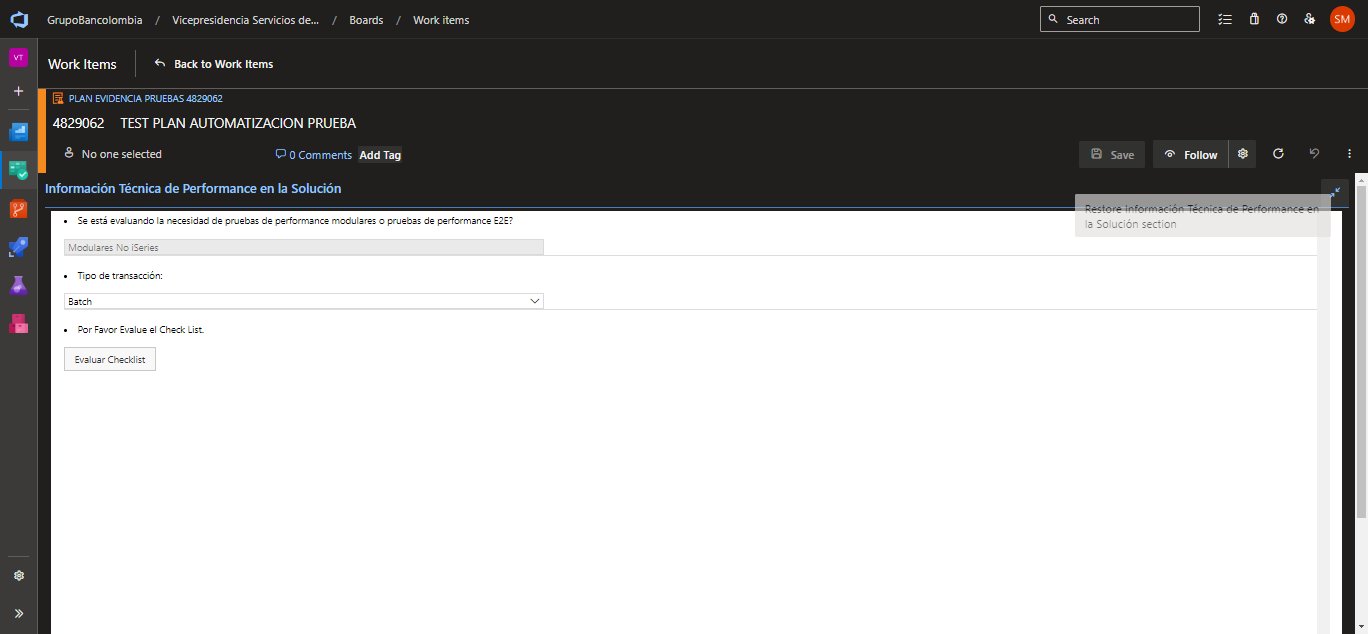 GrupoBancolombia / Vicepresidencia Servicios de... / Boards / Work items
Search
SM
VT
Work Items
Back to Work Items
PLAN EVIDENCIA PRUEBAS 4829062
4829062 TEST PLAN AUTOMATIZACION PRUEBA
No one selected
0 Comments
Add Tag
Save
Follow
Información Técnica de Performance en la Solución
Restore Información Técnica de Performance en
la Solución section
• Se está evaluando la necesidad de pruebas de performance modulares o pruebas de performance E2E?
Modulares No iSeries
• Tipo de transacción:
Batch
• Por Favor Evalue el Check List.
Evaluar Checklist